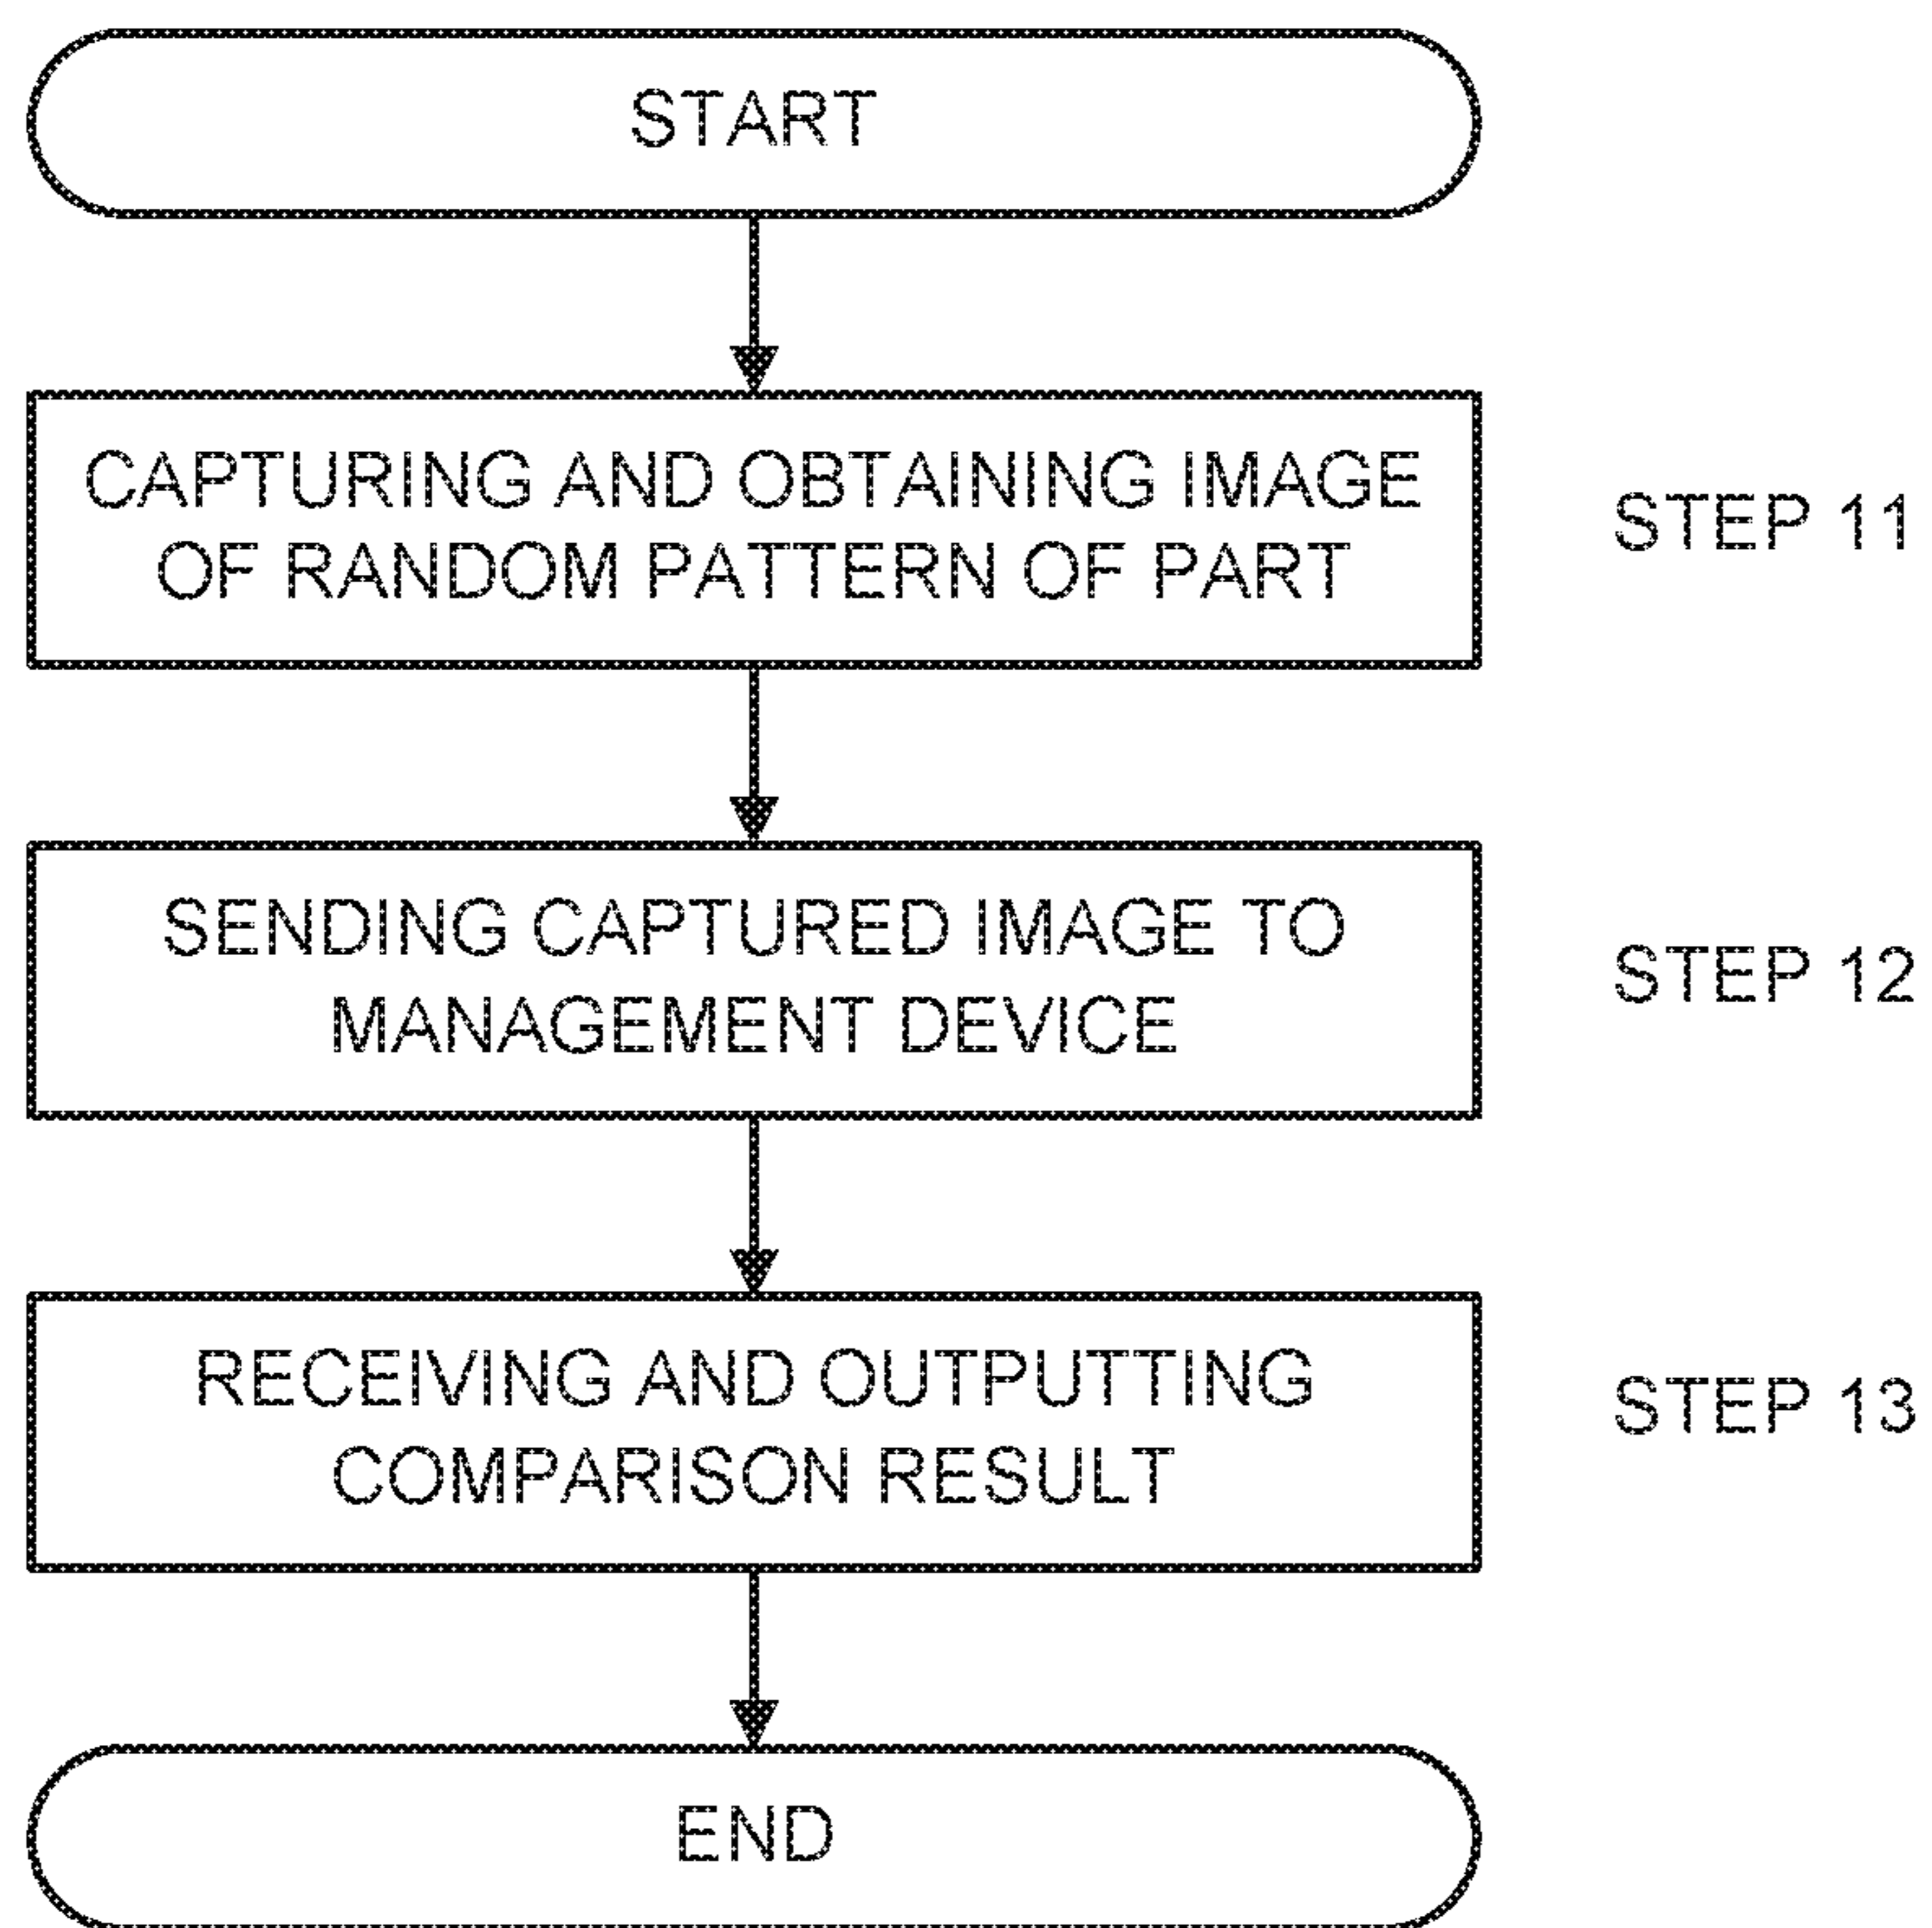 START
CAPTURING AND OBTAINING IMAGE
OF RANDOM PATTERN OF PART
STEP 11
SENDING CAPTURED IMAGE TO
MANAGEMENT DEVICE
STEP 12
RECEIVING AND OUTPUTTING
COMPARISON RESULT
STEP 13
END